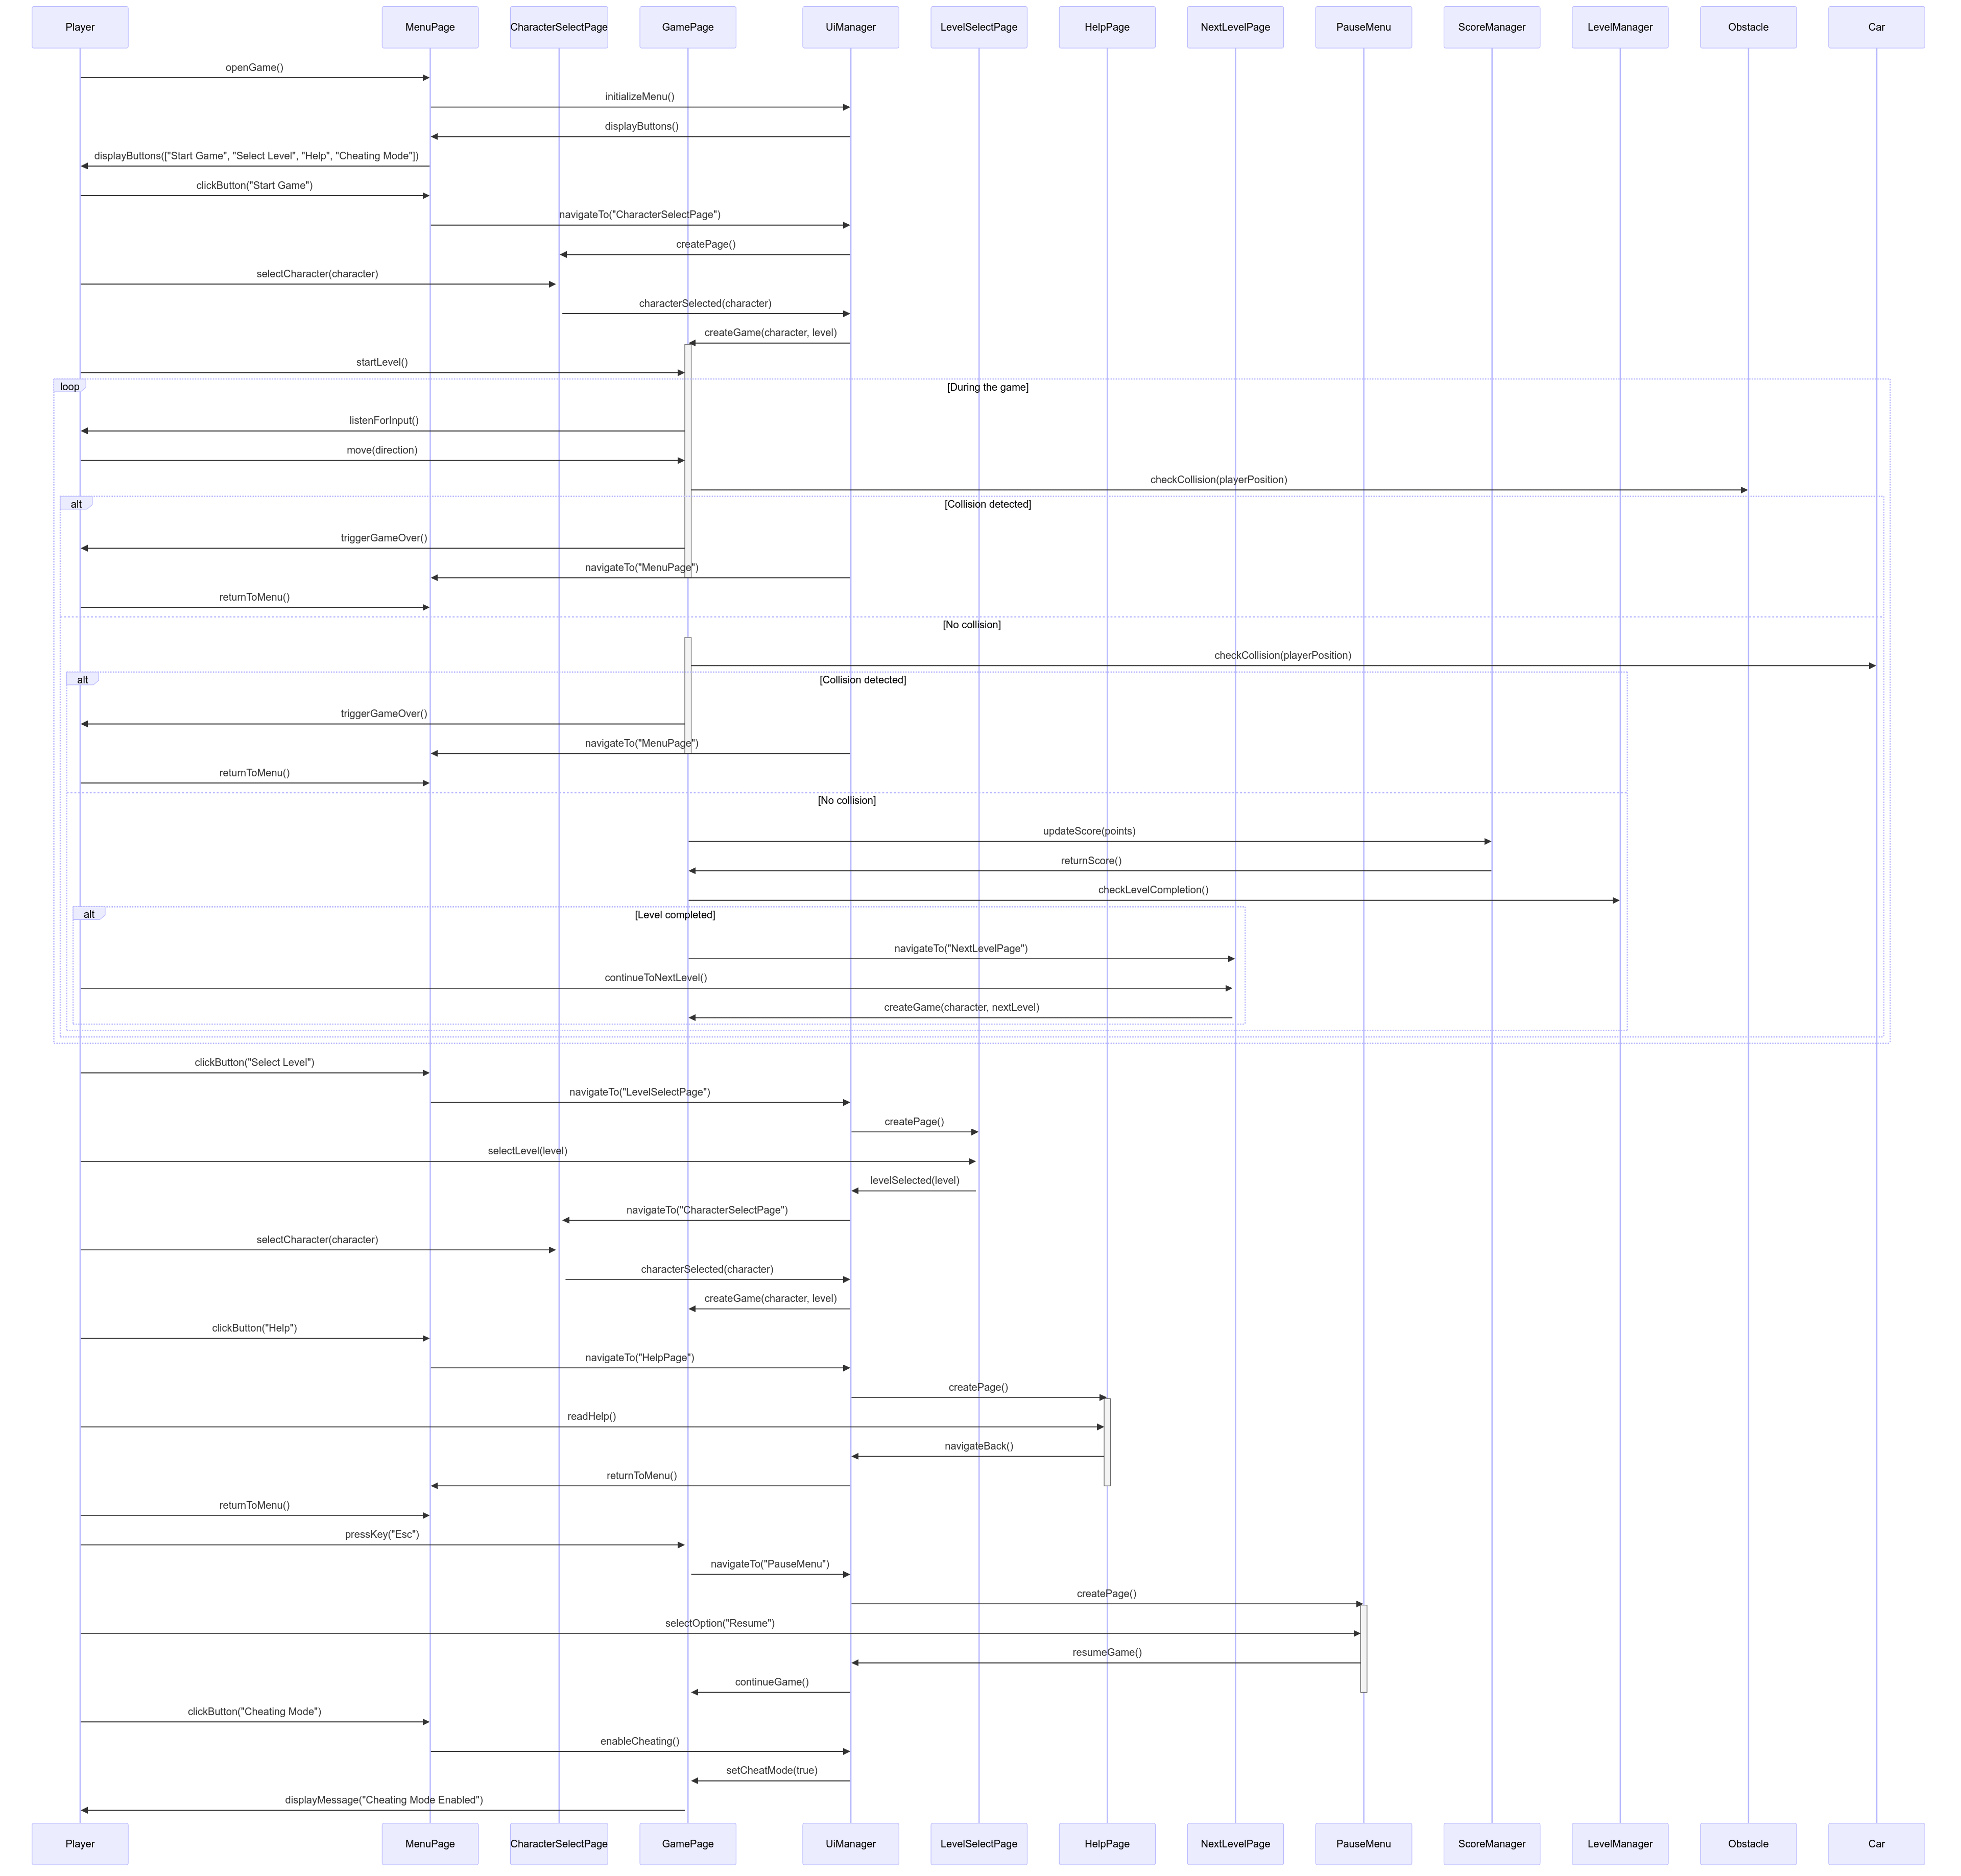 Player
MenuPage
CharacterSelectPage
GamePage
UiManager
LevelSelectPage
HelpPage
NextLevelPage
PauseMenu
ScoreManager
LevelManager
Obstacle
Car
openGame()
initializeMenu()
displayButtons()
displayButtons(["Start Game", "Select Level", "Help", "Cheating Mode"])
clickButton("Start Game")
navigateTo("CharacterSelectPage")
createPage()
selectCharacter(character)
characterSelected(character)
createGame(character, level)
startLevel()
loop
[During the game]
listenForInput()
move(direction)
checkCollision(playerPosition)
alt
[Collision detected]
triggerGameOver()
navigateTo("MenuPage")
returnToMenu()
[No collision]
checkCollision(playerPosition)
alt
[Collision detected]
triggerGameOver()
navigateTo("MenuPage")
returnToMenu()
[No collision]
updateScore(points)
returnScore()
checkLevelCompletion()
alt
[Level completed]
navigateTo("NextLevelPage")
continueToNextLevel()
createGame(character, nextLevel)
clickButton("Select Level")
navigateTo("LevelSelectPage")
createPage()
selectLevel(level)
levelSelected(level)
navigateTo("CharacterSelectPage")
selectCharacter(character)
characterSelected(character)
createGame(character, level)
clickButton("Help")
navigateTo("HelpPage")
createPage()
readHelp()
navigateBack()
returnToMenu()
returnToMenu()
pressKey("Esc")
navigateTo("PauseMenu")
createPage()
selectOption("Resume")
resumeGame()
continueGame()
clickButton("Cheating Mode")
enableCheating()
setCheatMode(true)
displayMessage("Cheating Mode Enabled")
Player
MenuPage
CharacterSelectPage
GamePage
UiManager
LevelSelectPage
HelpPage
NextLevelPage
PauseMenu
ScoreManager
LevelManager
Obstacle
Car